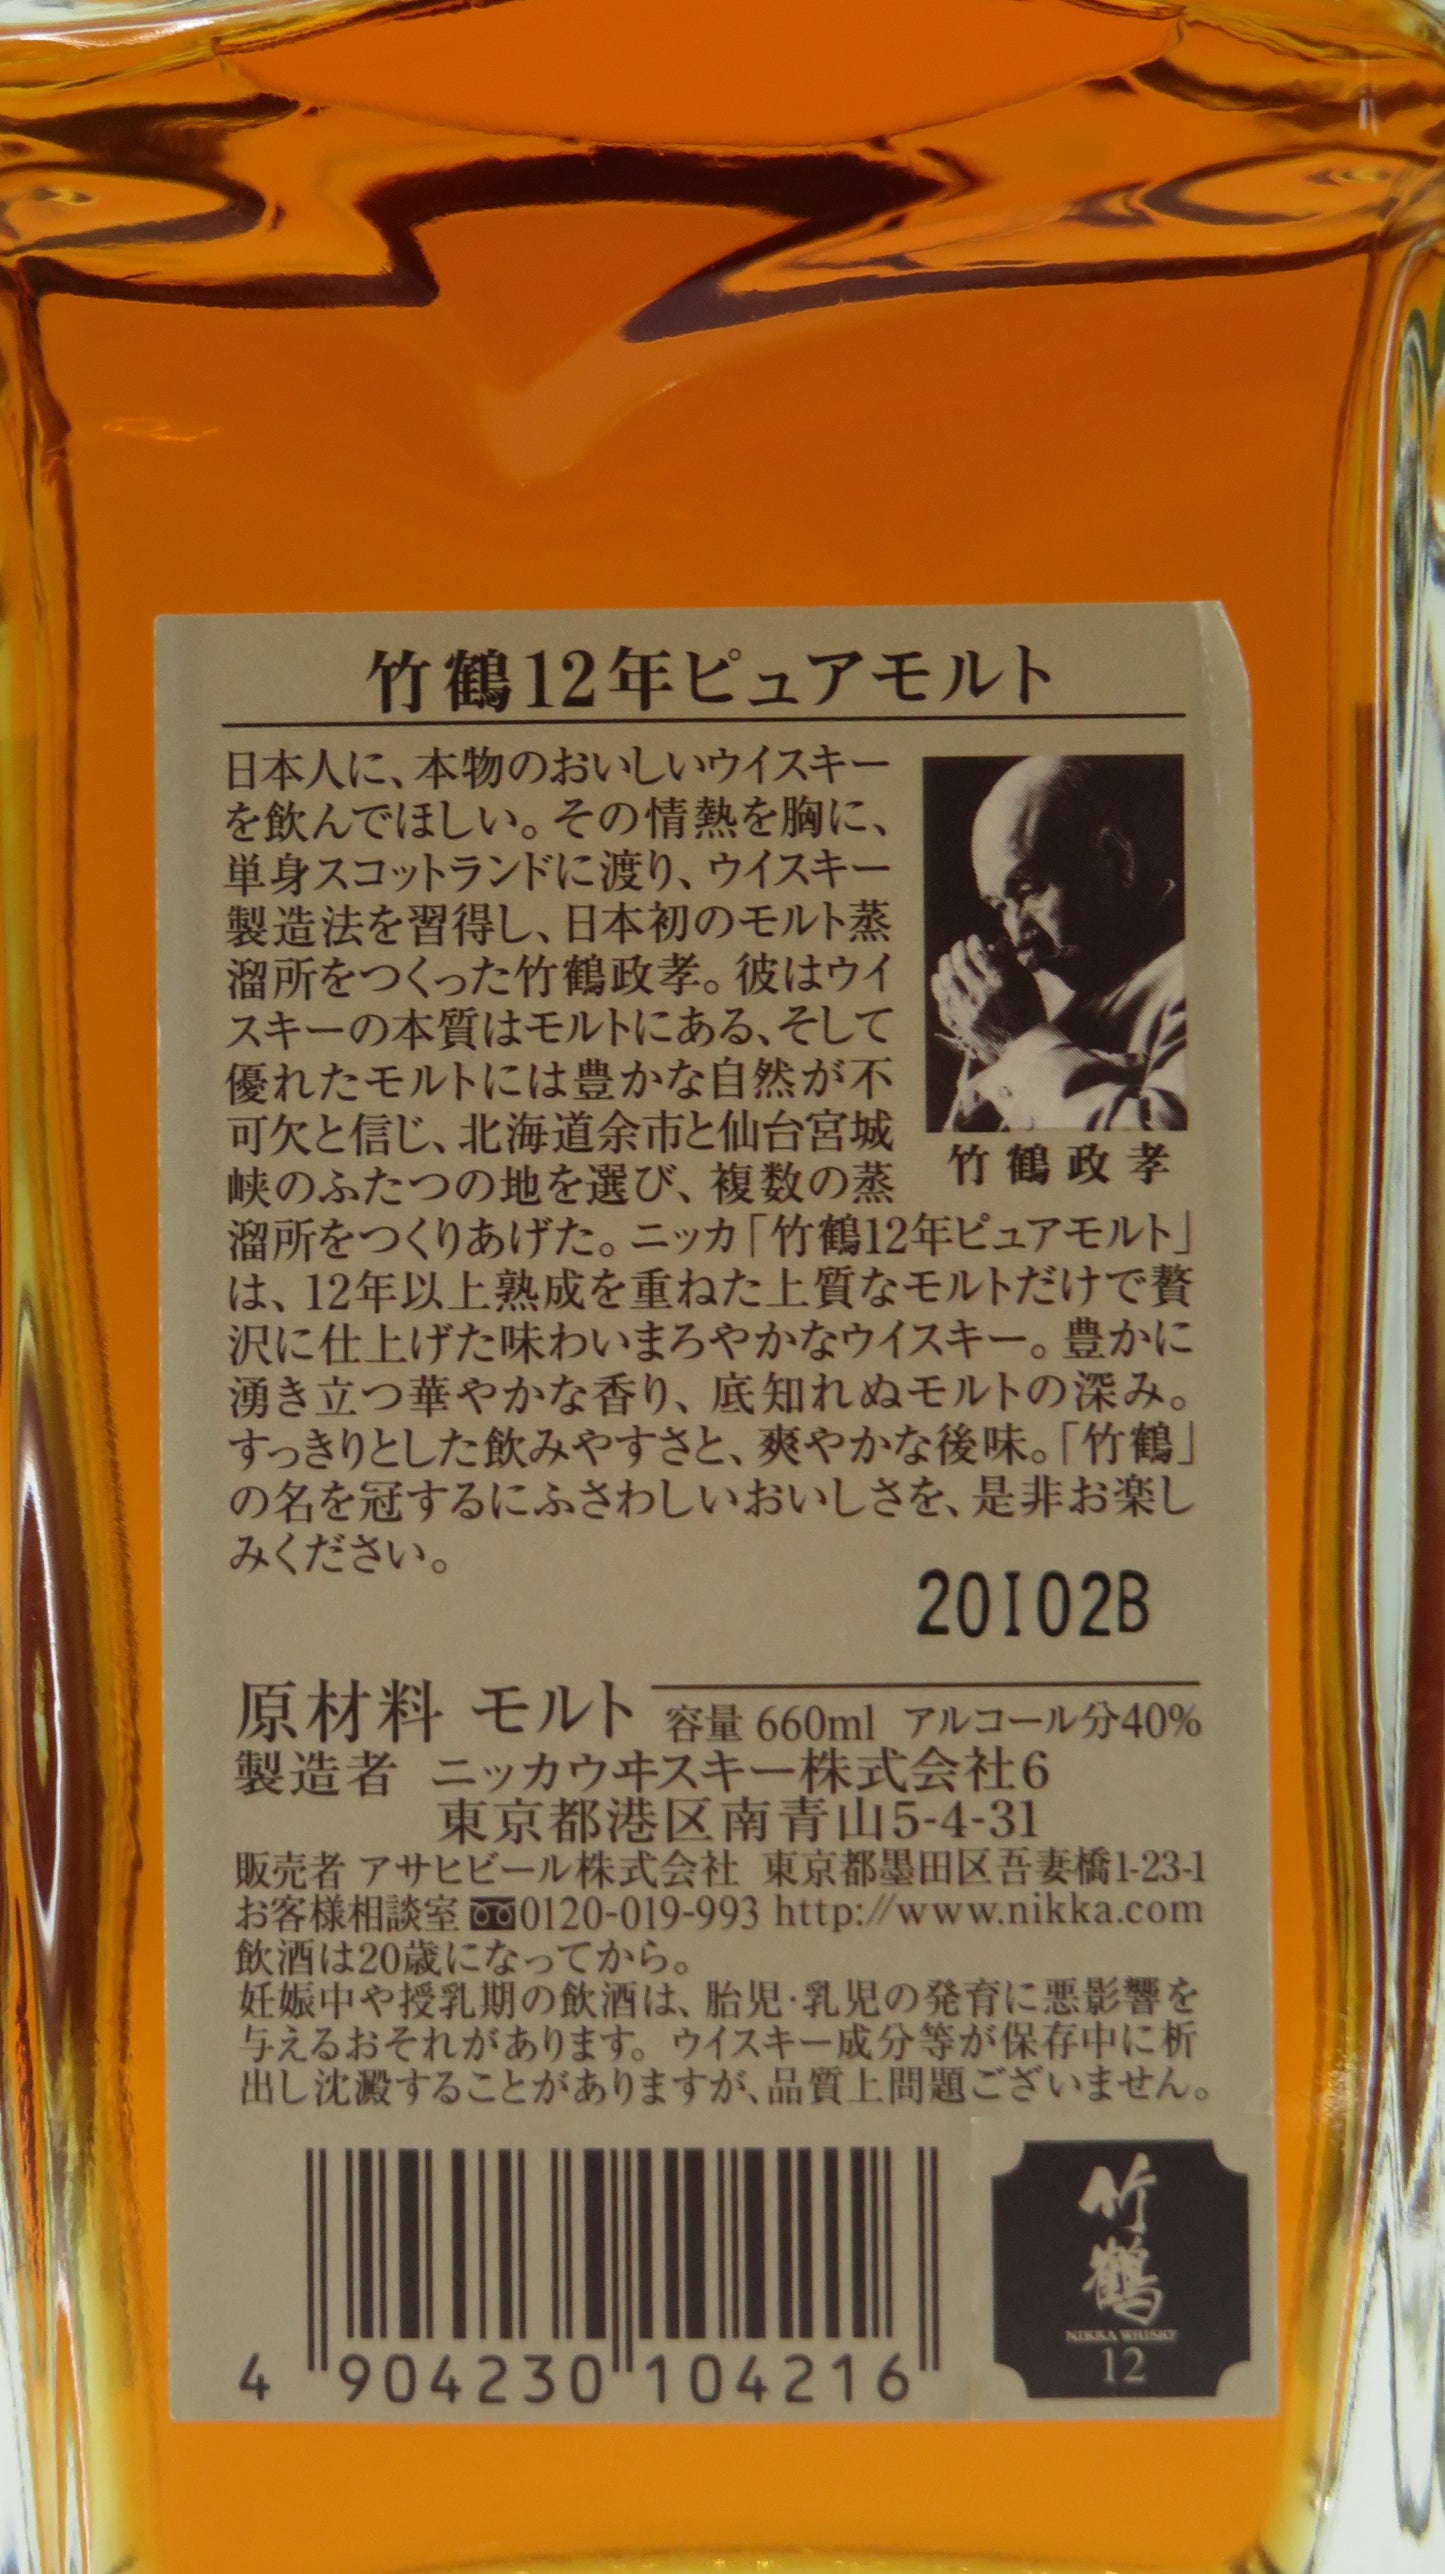 竹鶴12年ピュアモルト
日本人に、本物のおいしいウイスキー
を飲んでほしい。その情熱を胸に、
単身スコットランドに渡り、ウイスキー
製造法を習得し、日本初のモルト蒸
溜所をつくった竹鶴政孝。彼はウイ
スキーの本質はモルトにある、そして
優れたモルトには豊かな自然が不
可欠と信じ、北海道余市と仙台宮城
峡のふたつの地を選び、複数の蒸
溜所をつくりあげた。ニッカ「竹鶴12年ピュアモルト」
は、12年以上熟成を重ねた上質なモルトだけで贅
沢に仕上げた味わいまろやかなウイスキー。豊かに
湧き立つ華やかな香り、底知れぬモルトの深み。
すっきりとした飲みやすさと、爽やかな後味。「竹鶴」
の名を冠するにふさわしいおいしさを、是非お楽し
みください。
竹鶴政孝
20I02B
原材料 モルト 容量 660ml アルコール分40%
製造者 ニッカウヰスキー株式会社6
東京都港区南青山5-4-31
販売者 アサヒビール株式会社 東京都墨田区吾妻橋1-23-1
お客様相談室 0120-019-993 http://www.nikka.com
飲酒は20歳になってから。
妊娠中や授乳期の飲酒は、胎児・乳児の発育に悪影響を
与えるおそれがあります。ウイスキー成分等が保存中に析
出し沈澱することがありますが、品質上問題ございません。
4 904230 104216
竹鶴
NIKKA WHISKY
12